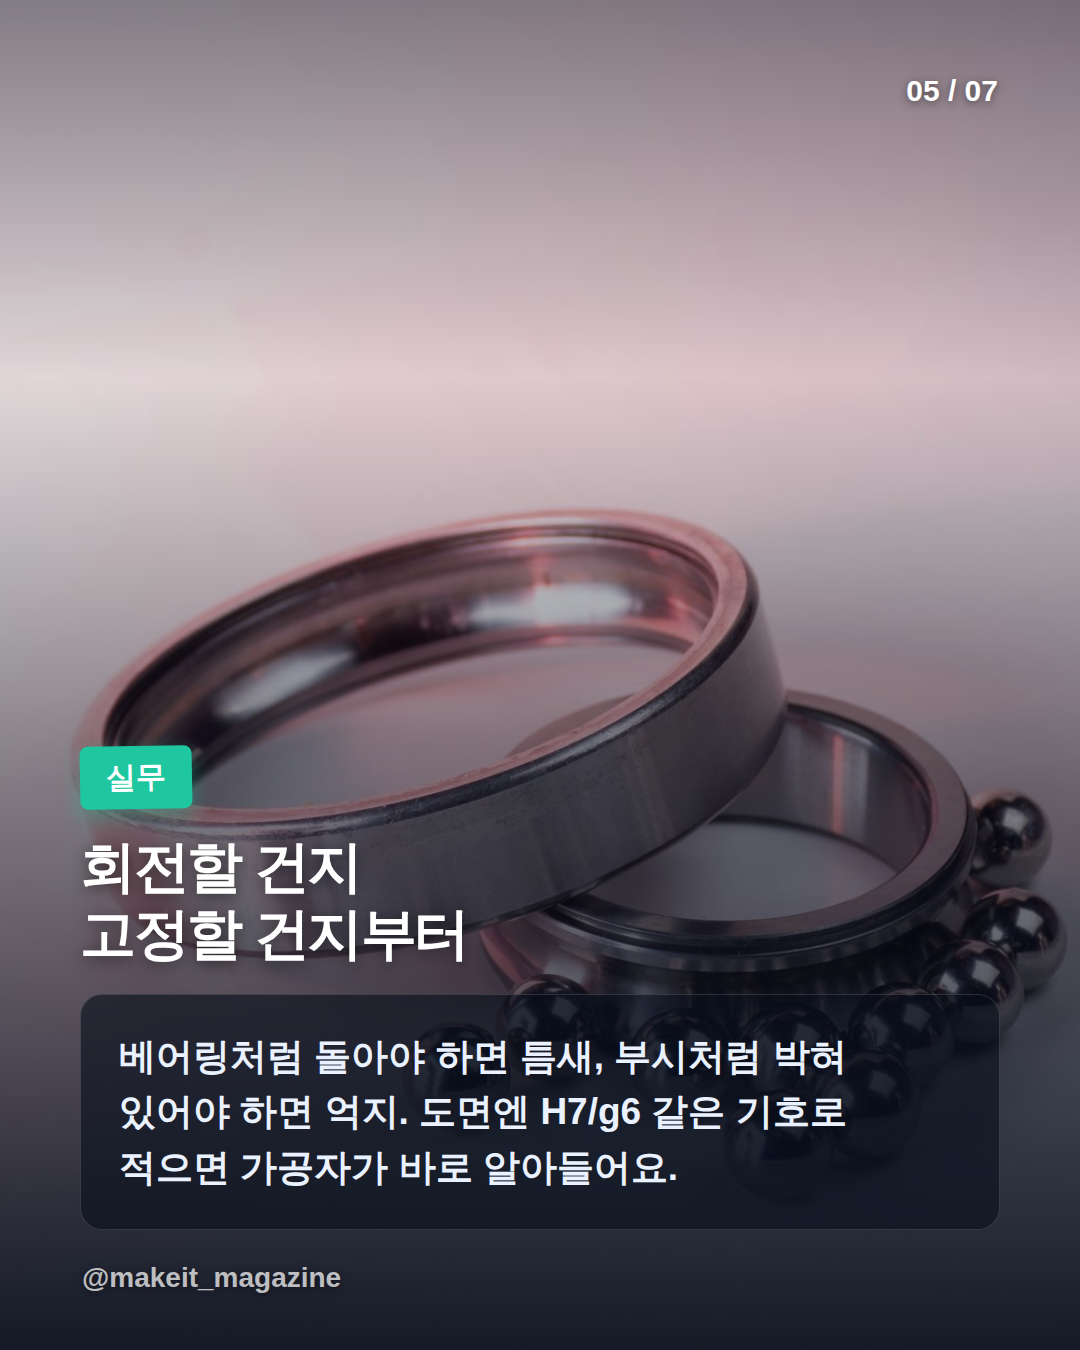 05 / 07
실무
회전할 건지
고정할 건지부터
베어링처럼 돌아야 하면 틈새, 부시처럼 박혀
있어야 하면 억지. 도면엔 H7/g6 같은 기호로
적으면 가공자가 바로 알아들어요.
@makeit_magazine